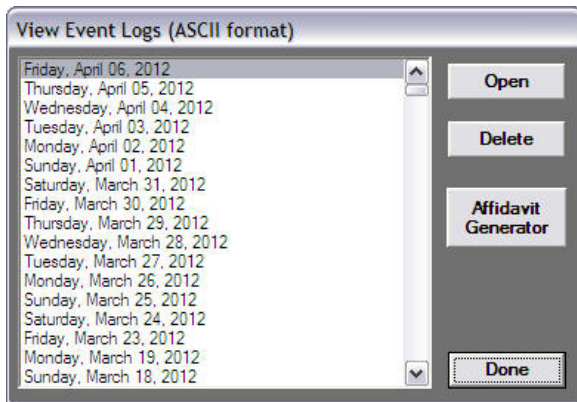 View Event Logs (ASCII format)
Friday, April 06, 2012
Thursday, April 05, 2012
Wednesday, April 04, 2012
Tuesday, April 03, 2012
Monday, April 02, 2012
Sunday, April 01, 2012
Saturday, March 31, 2012
Friday, March 30, 2012
Thursday, March 29, 2012
Wednesday, March 28, 2012
Tuesday, March 27, 2012
Monday, March 26, 2012
Sunday, March 25, 2012
Saturday, March 24, 2012
Friday, March 23, 2012
Monday, March 19, 2012
Sunday, March 18, 2012
Open
Delete
Affidavit
Generator
Done